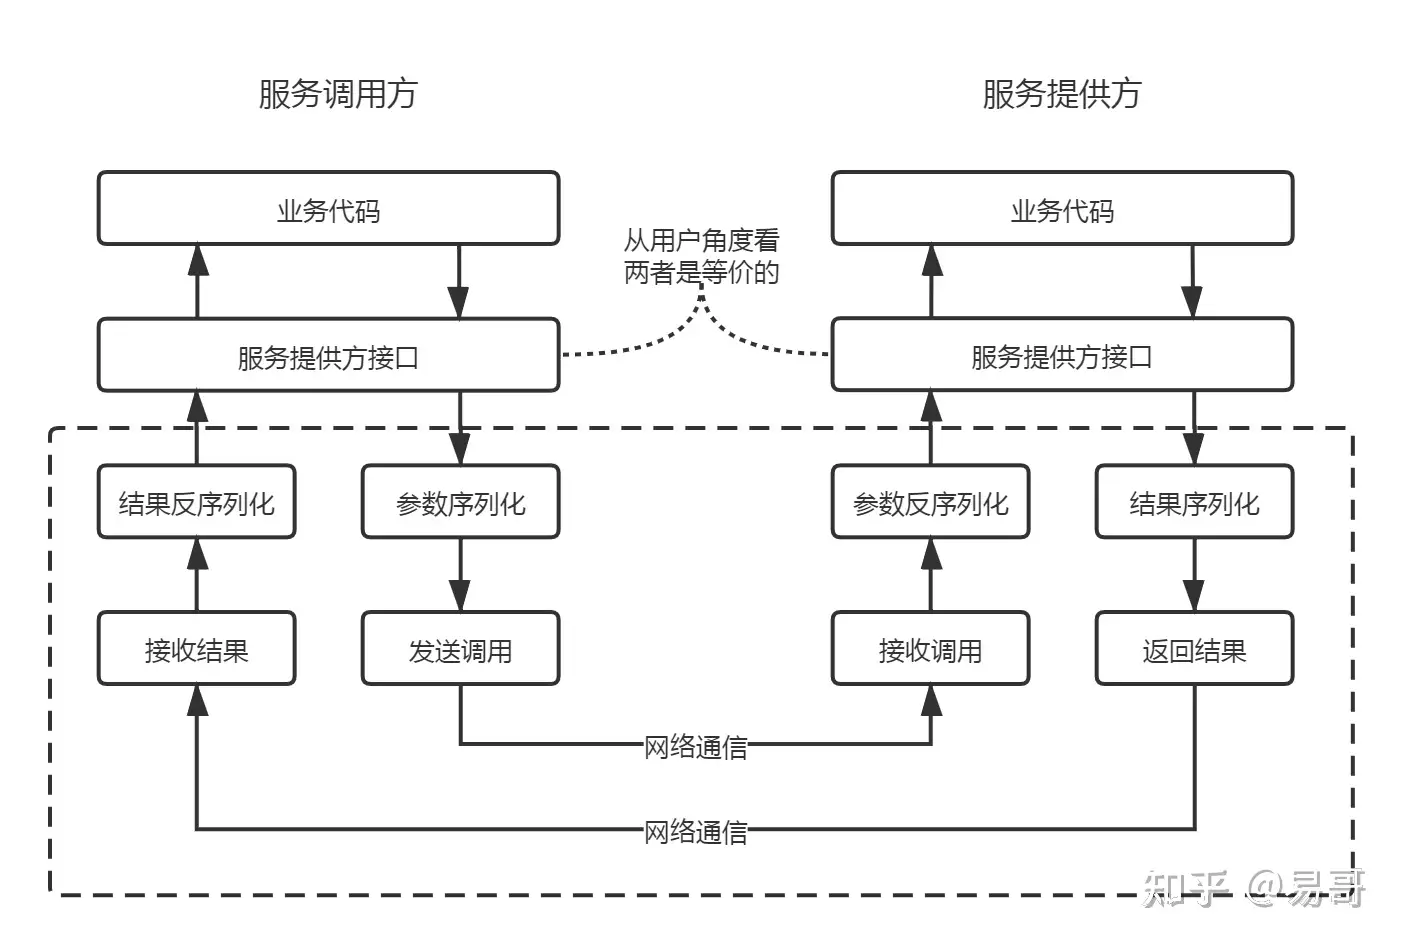 服务调用方
服务提供方
业务代码
业务代码
从用户角度看
两者是等价的
服务提供方接口
服务提供方接口
结果反序列化
参数序列化
参数反序列化
结果序列化
接收结果
发送调用
接收调用
返回结果
网络通信
网络通信
知乎 @易哥